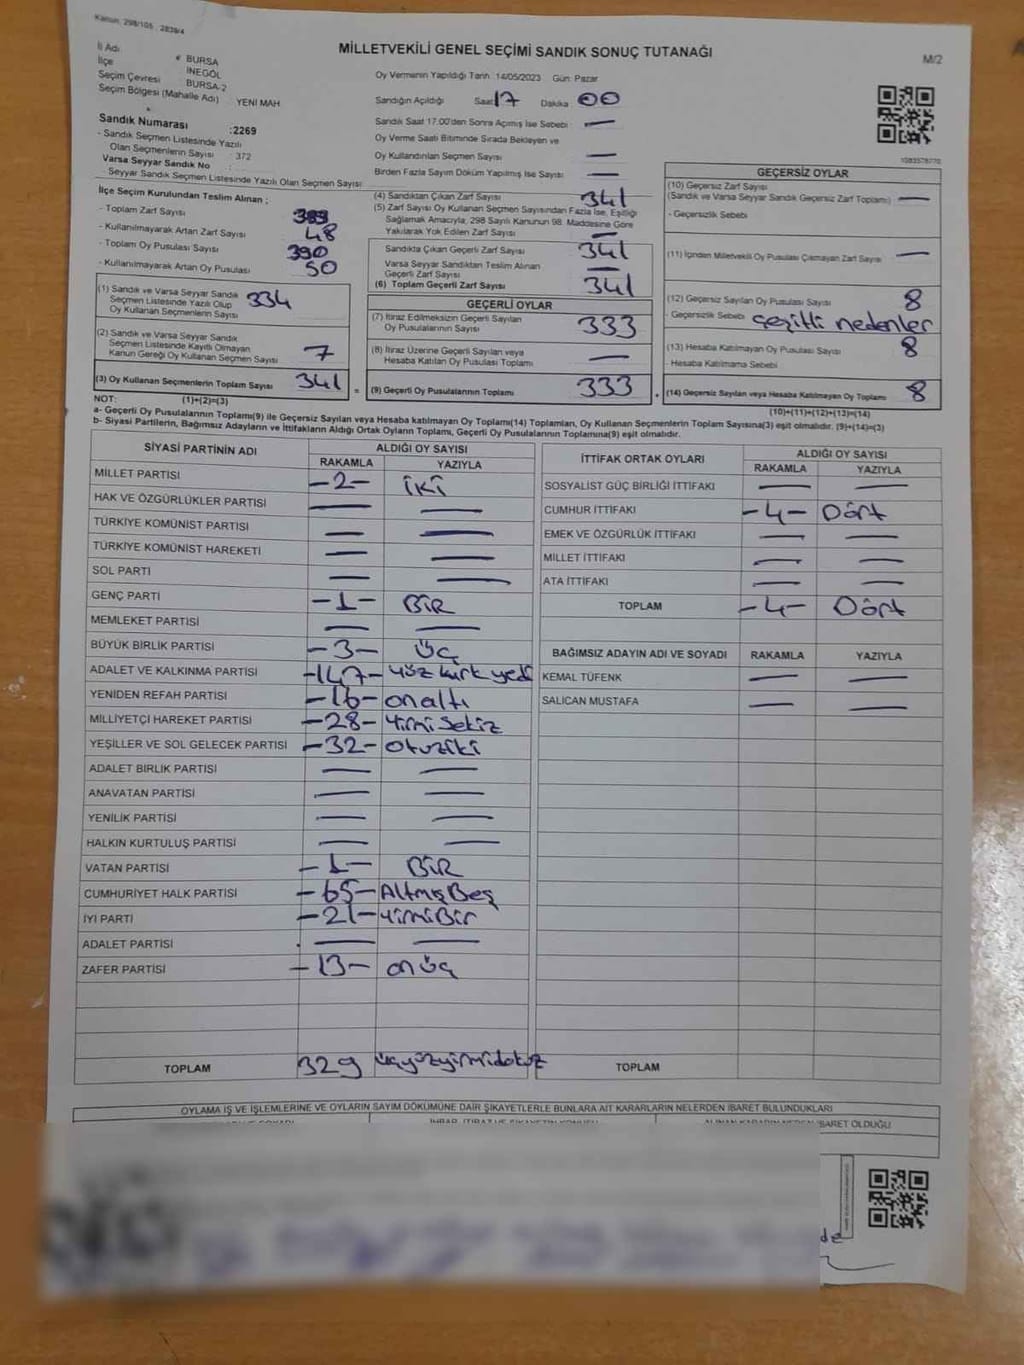 Kanun, 298/105, 2839/4
MİLLETVEKİLİ GENEL SEÇİMİ SANDIK SONUÇ TUTANAĞI
M/2
İl Adı : BURSA
İlçe : İNEGÖL
Seçim Çevresi BURSA-2
Seçim Bölgesi (Mahalle Adı) : YENİ MAH
Sandık Numarası :2269
- Sandık Seçmen Listesinde Yazılı
Olan Seçmenlerin Sayısı : 372
Varsa Seyyar Sandık No :
- Seyyar Sandık Seçmen Listesinde Yazılı Olan Seçmen Sayısı :
Oy Vermenin Yapıldığı Tarih :14/05/2023 Gün: Pazar
Sandığın Açıldığı Saat 17 Dakika : 00
Sandık Saat 17.00'den Sonra Açılmış İse Sebebi : —
Oy Verme Saati Bitiminde Sırada Bekleyen ve
Oy Kullandırılan Seçmen Sayısı —
Birden Fazla Sayım Döküm Yapılmış İse Sayısı : —
İlçe Seçim Kurulundan Teslim Alınan ;
- Toplam Zarf Sayısı 389
- Kullanılmayarak Artan Zarf Sayısı 48
- Toplam Oy Pusulası Sayısı 390
- Kullanılmayarak Artan Oy Pusulası 50
(1) Sandık ve Varsa Seyyar Sandık
Seçmen Listesinde Yazılı Olup
Oy Kullanan Seçmenlerin Sayısı 334
(2) Sandık ve Varsa Seyyar Sandık
Seçmen Listesinde Kayıtlı Olmayan
Kanun Gereği Oy Kullanan Seçmen Sayısı 7
(3) Oy Kullanan Seçmenlerin Toplam Sayısı 341
(4) Sandıktan Çıkan Zarf Sayısı 341
(5) Zarf Sayısı Oy Kullanan Seçmen Sayısından Fazla İse, Eşitliği
Sağlamak Amacıyla, 298 Sayılı Kanunun 98. Maddesine Göre
Yakılarak Yok Edilen Zarf Sayısı —
Sandıkta Çıkan Geçerli Zarf Sayısı 341
Varsa Seyyar Sandıktan Teslim Alınan
Geçerli Zarf Sayısı —
(6) Toplam Geçerli Zarf Sayısı 341
GEÇERLİ OYLAR
(7) İtiraz Edilmeksizin Geçerli Sayılan
Oy Pusulalarının Sayısı 333
(8) İtiraz Üzerine Geçerli Sayılan veya
Hesaba Katılan Oy Pusulası Toplamı —
(9) Geçerli Oy Pusulalarının Toplamı 333
1083578770
GEÇERSİZ OYLAR
(10) Geçersiz Zarf Sayısı
(Sandık ve Varsa Seyyar Sandık Geçersiz Zarf Toplamı) —
- Geçersizlik Sebebi
(11) İçinden Milletvekili Oy Pusulası Çıkmayan Zarf Sayısı —
(12) Geçersiz Sayılan Oy Pusulası Sayısı 8
- Geçersizlik Sebebi çeşitli nedenler
(13) Hesaba Katılmayan Oy Pusulası Sayısı 8
- Hesaba Katılmama Sebebi
(14) Geçersiz Sayılan veya Hesaba Katılmayan Oy Toplamı 8
NOT: (1)+(2)=(3)
(10)+(11)+(12)+(13)=(14)
a- Geçerli Oy Pusulalarının Toplamı(9) ile Geçersiz Sayılan veya Hesaba katılmayan Oy Toplamı(14) Toplamları, Oy Kullanan Seçmenlerin Toplam Sayısına(3) eşit olmalıdır. (9)+(14)=(3)
b- Siyasi Partilerin, Bağımsız Adayların ve İttifakların Aldığı Ortak Oyların Toplamı, Geçerli Oy Pusulalarının Toplamına(9) eşit olmalıdır.
SİYASİ PARTİNİN ADI ALDIĞI OY SAYISI
RAKAMLA YAZIYLA
MİLLET PARTİSİ -2- iki
HAK VE ÖZGÜRLÜKLER PARTİSİ — —
TÜRKİYE KOMÜNİST PARTİSİ — —
TÜRKİYE KOMÜNİST HAREKETİ — —
SOL PARTİ — —
GENÇ PARTİ -1- BİR
MEMLEKET PARTİSİ — —
BÜYÜK BİRLİK PARTİSİ -3- üç
ADALET VE KALKINMA PARTİSİ -147- yüz kırk yedi
YENİDEN REFAH PARTİSİ -16- onaltı
MİLLİYETÇİ HAREKET PARTİSİ -28- yirmi sekiz
YEŞİLLER VE SOL GELECEK PARTİSİ -32- otuziki
ADALET BİRLİK PARTİSİ — —
ANAVATAN PARTİSİ — —
YENİLİK PARTİSİ — —
HALKIN KURTULUŞ PARTİSİ — —
VATAN PARTİSİ -1- BİR
CUMHURİYET HALK PARTİSİ -65- Altmış Beş
İYİ PARTİ -21- yirmi Bir
ADALET PARTİSİ — —
ZAFER PARTİSİ -13- on üç
TOPLAM 329 üçyüzyirmidokuz
İTTİFAK ORTAK OYLARI ALDIĞI OY SAYISI
RAKAMLA YAZIYLA
SOSYALİST GÜÇ BİRLİĞİ İTTİFAKI — —
CUMHUR İTTİFAKI -4- Dört
EMEK VE ÖZGÜRLÜK İTTİFAKI — —
MİLLET İTTİFAKI — —
ATA İTTİFAKI — —
TOPLAM -4- Dört
BAĞIMSIZ ADAYIN ADI VE SOYADI RAKAMLA YAZIYLA
KEMAL TÜFENK — —
SALİCAN MUSTAFA — —
TOPLAM
OYLAMA İŞ VE İŞLEMLERİNE VE OYLARIN SAYIM DÖKÜMÜNE DAİR ŞİKAYETLERLE BUNLARA AİT KARARLARIN NELERDEN İBARET BULUNDUKLARI
İBARET OLDUĞU
de